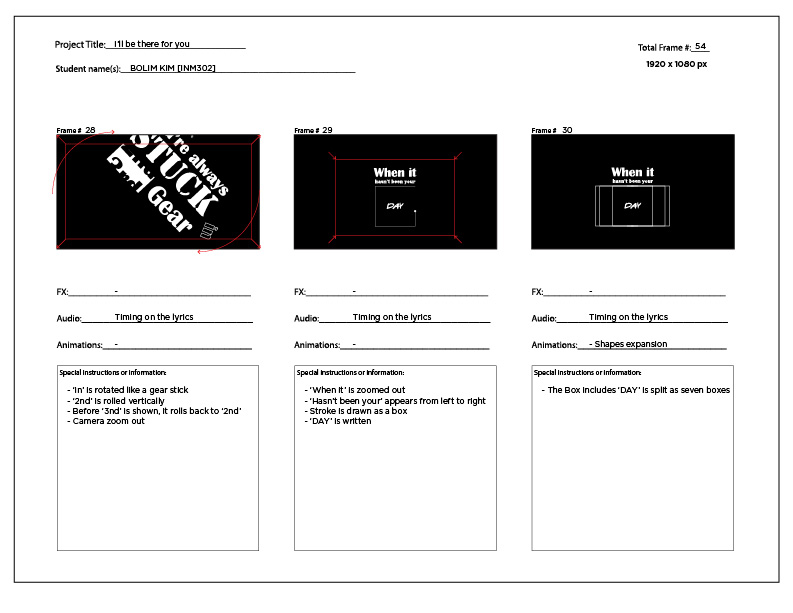 Project Title: I'll be there for you
Total Frame #: 54
Student name(s): BOLIM KIM [INM302]
1920 x 1080 px
Frame # 28
Frame # 29
Frame # 30
're always
STUCK
Gear
When it
hasn't been your
DAY
When it
hasn't been your
DAY
FX: -
FX: -
FX: -
Audio: Timing on the lyrics
Audio: Timing on the lyrics
Audio: Timing on the lyrics
Animations: -
Animations: -
Animations: - Shapes expansion
Special Instructions or Information:
- 'in' is rotated like a gear stick
- '2nd' is rolled vertically
- Before '3nd' is shown, it rolls back to '2nd'
- Camera zoom out
Special Instructions or Information:
- 'When it' is zoomed out
- 'Hasn't been your' appears from left to right
- Stroke is drawn as a box
- 'DAY' is written
Special Instructions or Information:
- The Box includes 'DAY' is split as seven boxes